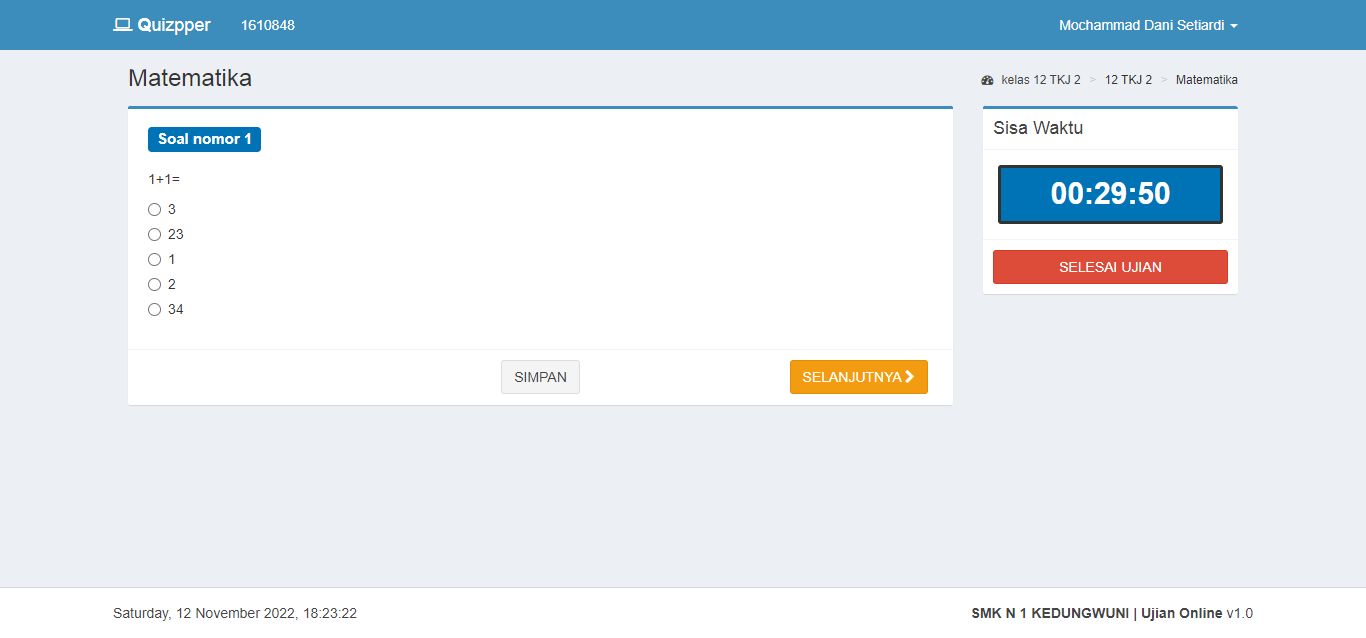 Quizpper 1610848 Mochammad Dani Setiardi
Matematika
kelas 12 TKJ 2 > 12 TKJ 2 > Matematika
Soal nomor 1
1+1=
3
23
1
2
34
SIMPAN
SELANJUTNYA
Sisa Waktu
00:29:50
SELESAI UJIAN
Saturday, 12 November 2022, 18:23:22
SMK N 1 KEDUNGWUNI | Ujian Online v1.0